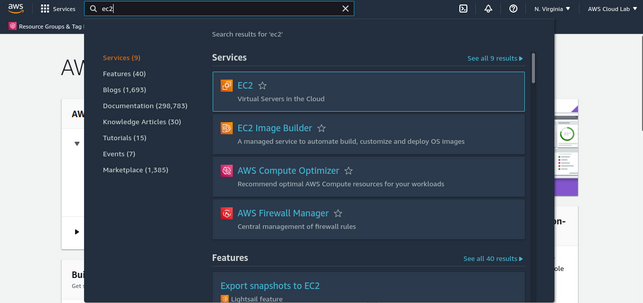 aws
Services
ec2
N. Virginia
AWS Cloud Lab
Resource Groups & Tag
Search results for 'ec2'
Services (9)
Features (40)
Blogs (1,693)
Documentation (298,783)
Knowledge Articles (30)
Tutorials (15)
Events (7)
Marketplace (1,385)
Services
See all 9 results
EC2
Virtual Servers in the Cloud
EC2 Image Builder
A managed service to automate build, customize and deploy OS images
AWS Compute Optimizer
Recommend optimal AWS Compute resources for your workloads
AWS Firewall Manager
Central management of firewall rules
Features
See all 40 results
Export snapshots to EC2
Lightsail feature
AW
AW
Bui
Get
on-
ole